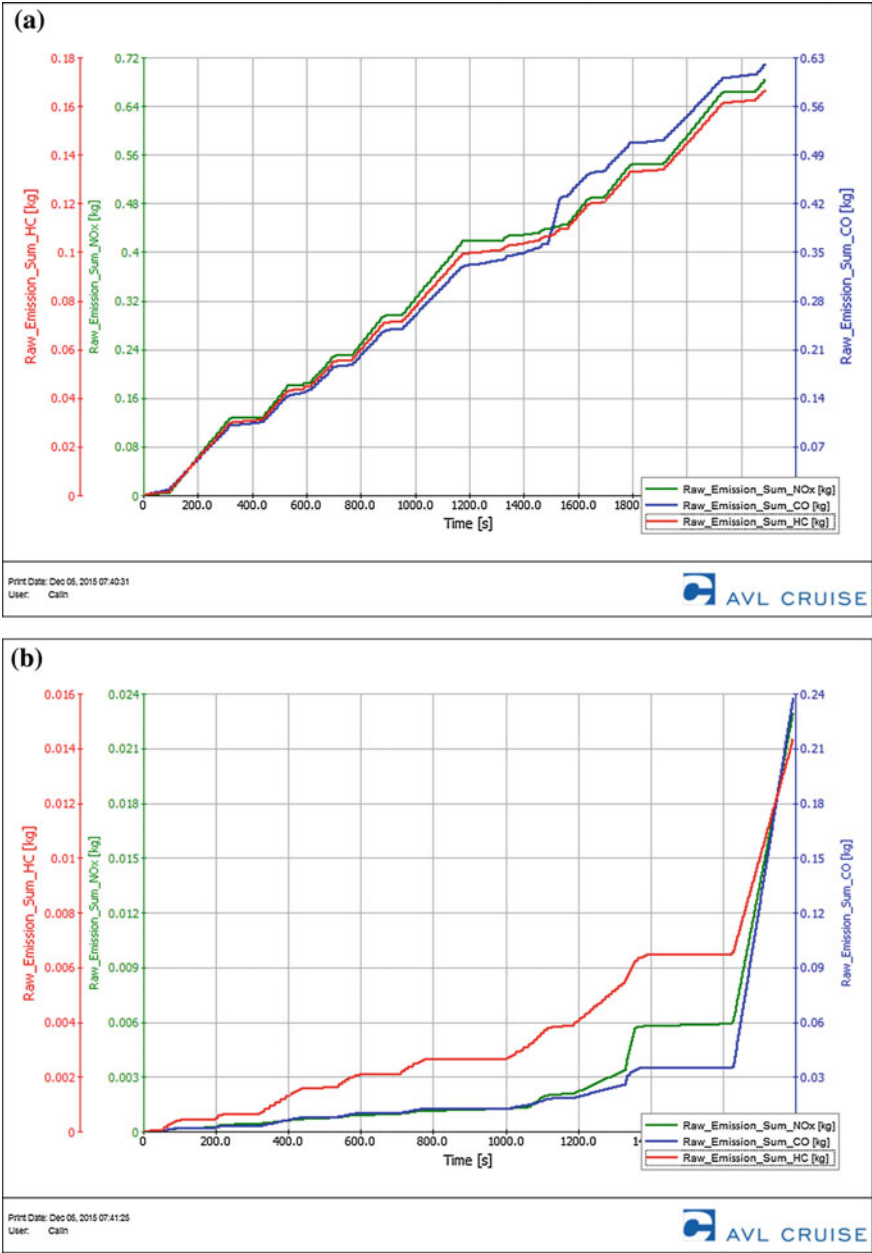 (a)
0.18 0.72 0.63
0.16 0.64 0.56
0.14 0.56 0.49
0.12 0.48 0.42
0.1 0.4 0.35
0.08 0.32 0.28
0.06 0.24 0.21
0.04 0.16 0.14
0.02 0.08 0.07
0 0
Raw_Emission_Sum_HC [kg]
Raw_Emission_Sum_NOx [kg]
Raw_Emission_Sum_CO [kg]
0 200.0 400.0 600.0 800.0 1000.0 1200.0 1400.0 1600.0 1800
Time [s]
Raw_Emission_Sum_NOx [kg]
Raw_Emission_Sum_CO [kg]
Raw_Emission_Sum_HC [kg]
Print Date: Dec 05, 2015 07:40:31
User: Calin
AVL CRUISE
(b)
0.016 0.024 0.24
0.014 0.021 0.21
0.012 0.018 0.18
0.01 0.015 0.15
0.008 0.012 0.12
0.006 0.009 0.09
0.004 0.006 0.06
0.002 0.003 0.03
0 0
Raw_Emission_Sum_HC [kg]
Raw_Emission_Sum_NOx [kg]
Raw_Emission_Sum_CO [kg]
0 200.0 400.0 600.0 800.0 1000.0 1200.0
Time [s]
Raw_Emission_Sum_NOx [kg]
Raw_Emission_Sum_CO [kg]
Raw_Emission_Sum_HC [kg]
Print Date: Dec 05, 2015 07:41:25
User: Calin
AVL CRUISE